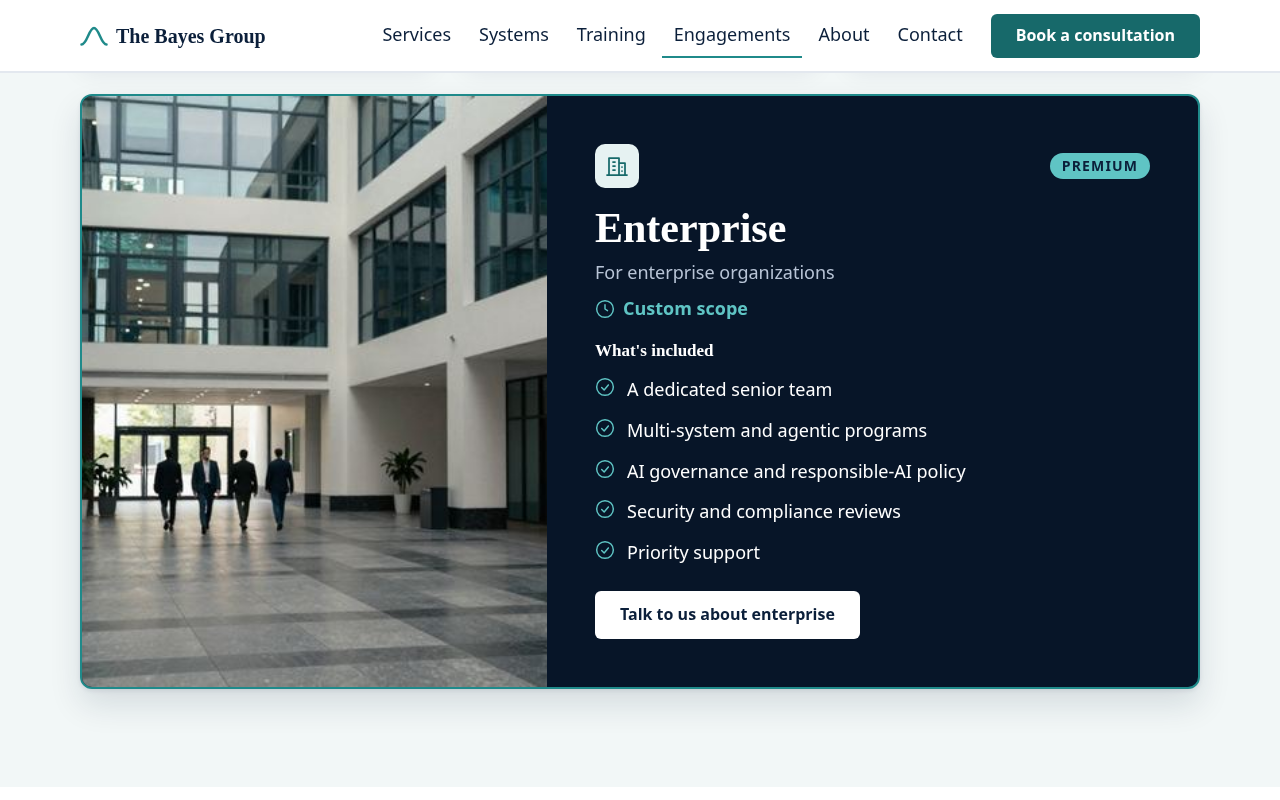 The Bayes Group
Services
Systems
Training
Engagements
About
Contact
Book a consultation
PREMIUM
Enterprise
For enterprise organizations
Custom scope
What's included
A dedicated senior team
Multi-system and agentic programs
AI governance and responsible-AI policy
Security and compliance reviews
Priority support
Talk to us about enterprise